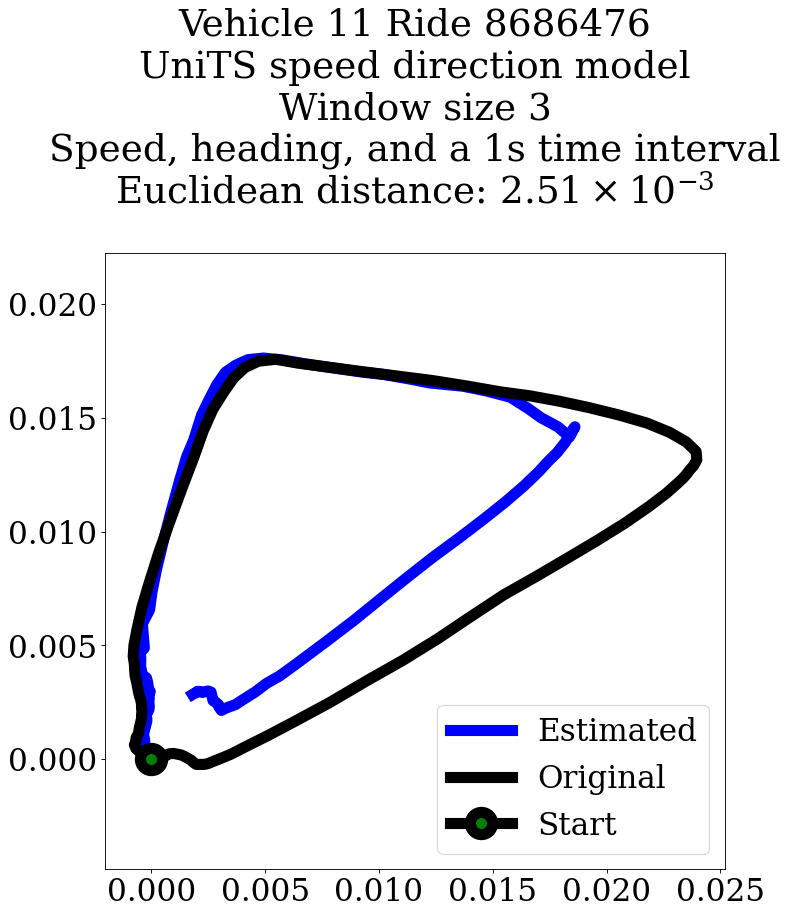 Vehicle 11 Ride 8686476
UniTS speed direction model
Window size 3
Speed, heading, and a 1s time interval
Euclidean distance: 2.51 × 10⁻³
0.020
0.015
0.010
0.005
0.000
Estimated
Original
Start
0.000 0.005 0.010 0.015 0.020 0.025